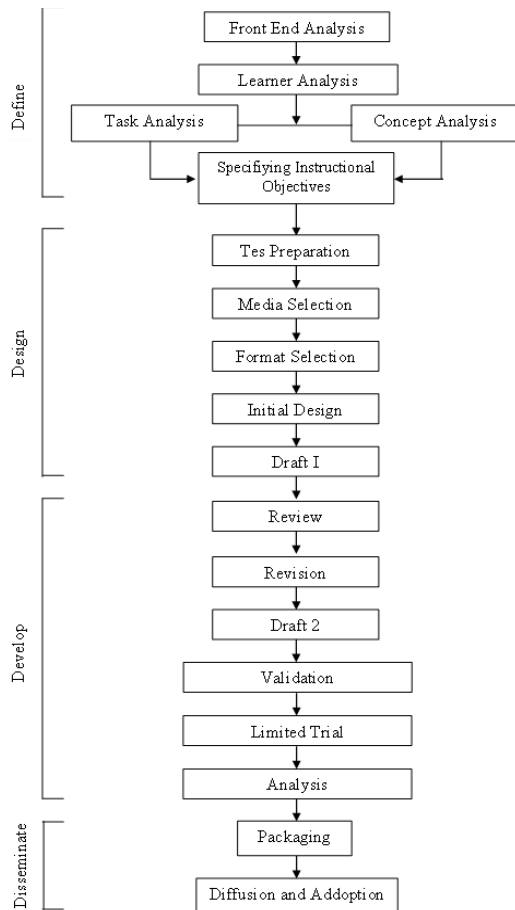 Define
Front End Analysis
Learner Analysis
Task Analysis
Concept Analysis
Specifiying Instructional
Objectives
Design
Tes Preparation
Media Selection
Format Selection
Initial Design
Draft I
Develop
Review
Revision
Draft 2
Validation
Limited Trial
Analysis
Disseminate
Packaging
Diffusion and Addoption